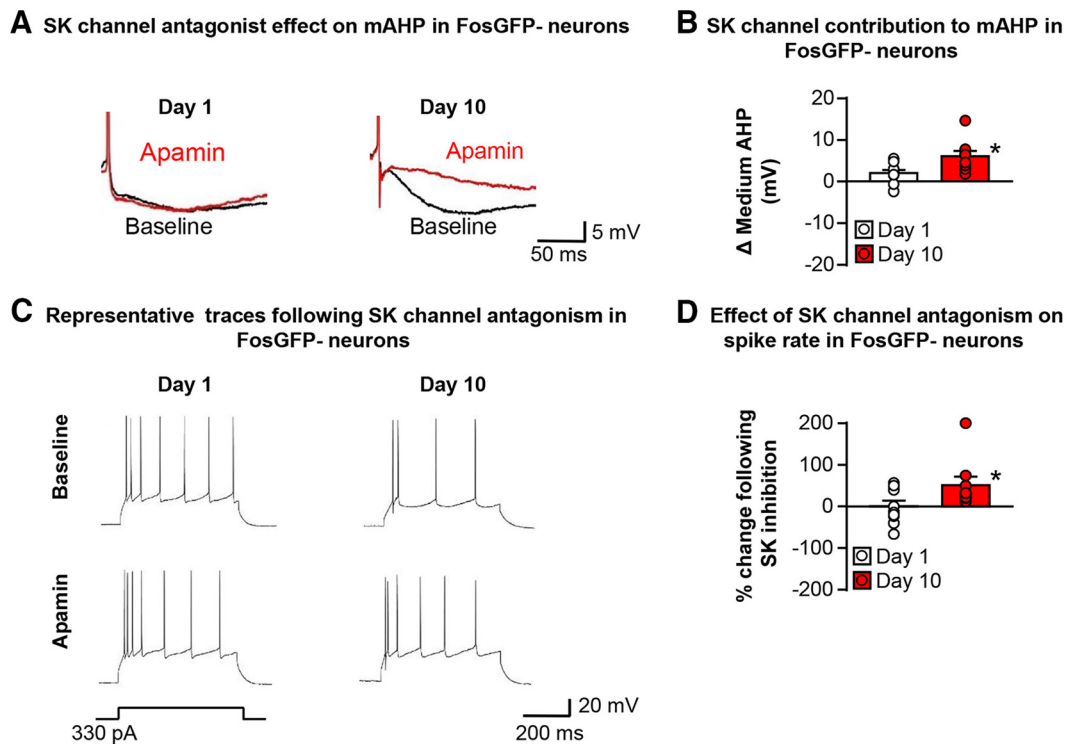 A SK channel antagonist effect on mAHP in FosGFP- neurons
Day 1
Apamin
Baseline
Day 10
Apamin
Baseline
5 mV
50 ms
B SK channel contribution to mAHP in
FosGFP- neurons
Δ Medium AHP
(mV)
20
10
0
-10
-20
*
Day 1
Day 10
C Representative traces following SK channel antagonism in
FosGFP- neurons
Day 1
Day 10
Baseline
Apamin
330 pA
20 mV
200 ms
D Effect of SK channel antagonism on
spike rate in FosGFP- neurons
% change following
SK inhibition
200
100
0
-100
-200
*
Day 1
Day 10